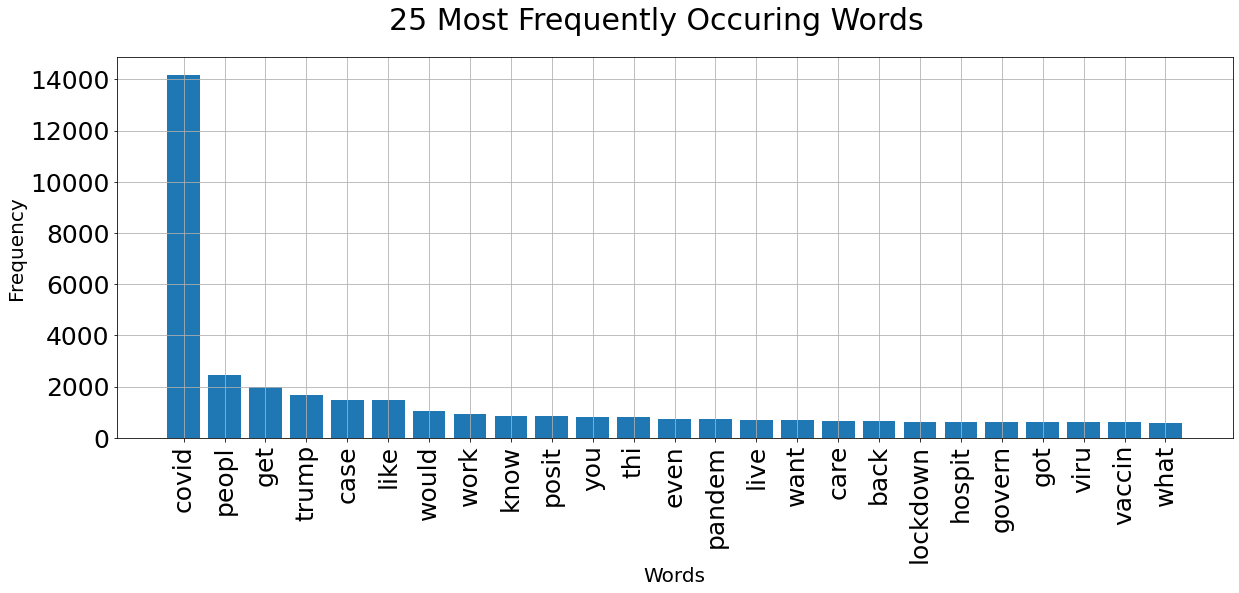 25 Most Frequently Occuring Words
14000
12000
10000
8000
6000
4000
2000
0
Frequency
covid
peopl
get
trump
case
like
would
work
know
posit
you
thi
even
pandem
live
want
care
back
lockdown
hospit
govern
got
viru
vaccin
what
Words